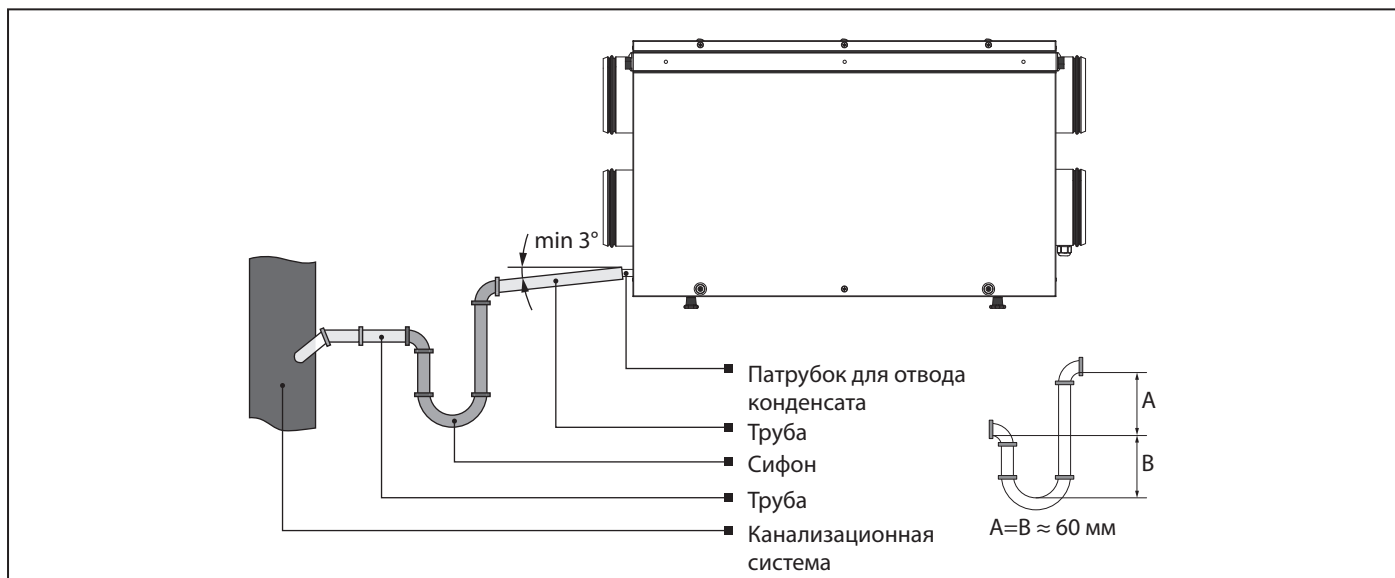 min 3°
Патрубок для отвода
конденсата
Труба
Сифон
Труба
Канализационная
система
A
B
A=B ≈ 60 мм